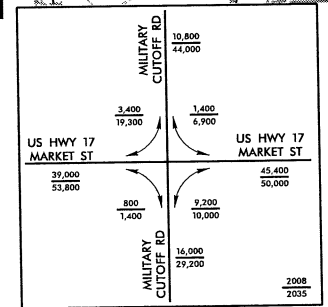 MILITARY
CUTOFF RD
10,800
44,000
3,400
19,300
1,400
6,900
US HWY 17
MARKET ST
US HWY 17
MARKET ST
39,000
53,800
45,400
50,000
800
1,400
9,200
10,000
MILITARY
CUTOFF RD
16,000
29,200
2008
2035